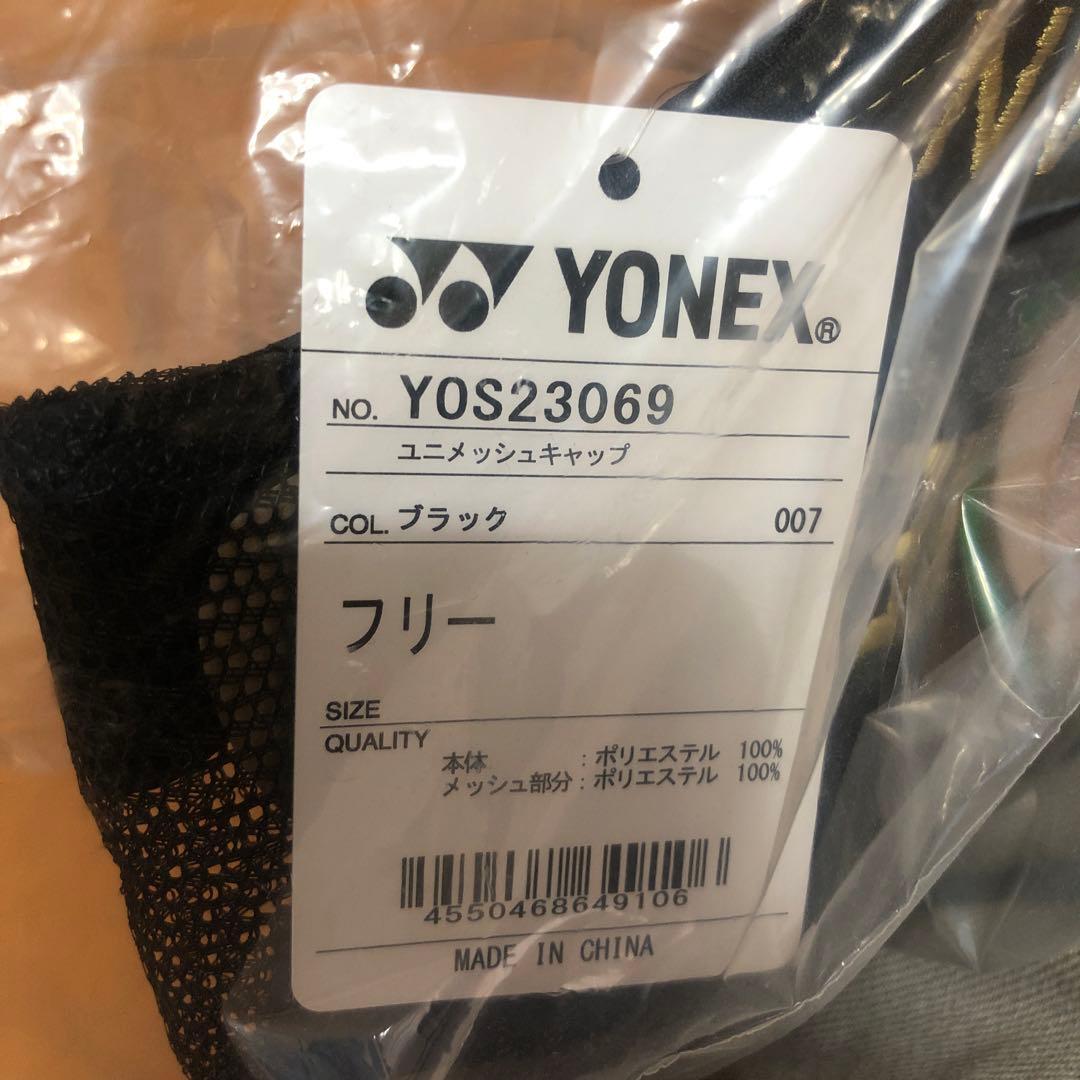 YONEX®
NO. YOS23069
ユニメッシュキャップ
COL. ブラック 007
フリー
SIZE
QUALITY
本体 : ポリエステル 100%
メッシュ部分 : ポリエステル 100%
4550468649106
MADE IN CHINA